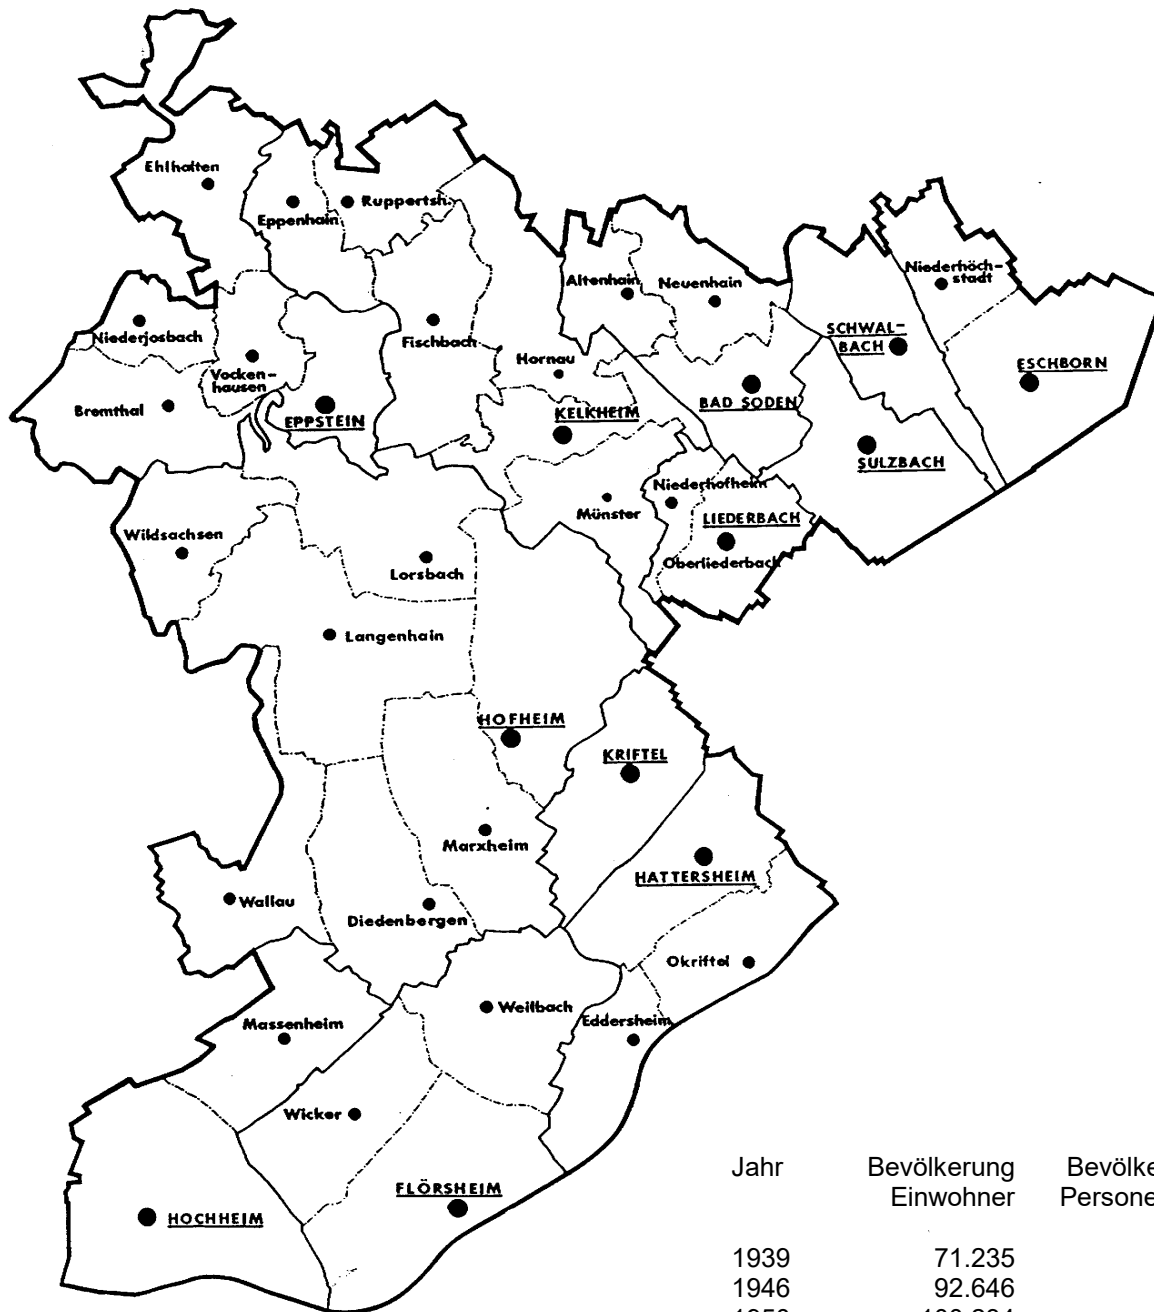 Ehlhalten
Eppenhain
Ruppertsh.
Altenhain
Neuenhain
Niederhöch-
stadt
Niederjosbach
Vocken-
hausen
Fischbach
Hornau
SCHWAL-
BACH
ESCHBORN
Bremthal
EPPSTEIN
KELKHEIM
BAD SODEN
SULZBACH
Wildsachsen
Lorsbach
Münster
Niederhofheim
LIEDERBACH
Oberliederbach
Langenhain
HOFHEIM
KRIFTEL
Marxheim
HATTERSHEIM
Wallau
Diedenbergen
Okriftel
Massenheim
Weilbach
Eddersheim
Wicker
FLÖRSHEIM
HOCHHEIM
Jahr Bevölkerung Bevölke
Einwohner Persone
1939 71.235
1946 92.646